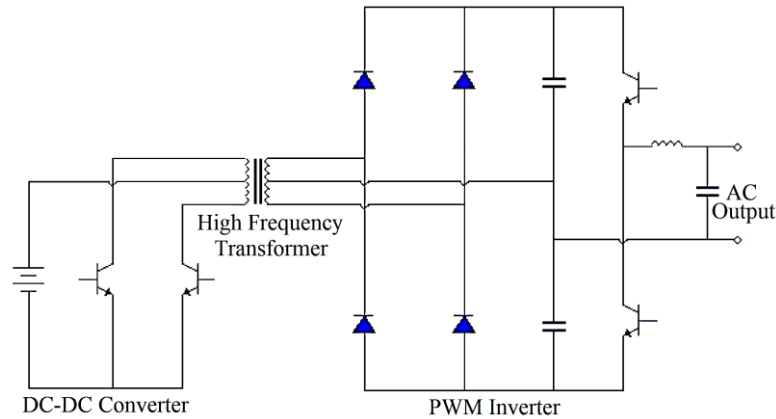 AC
Output
High Frequency
Transformer
DC-DC Converter
PWM Inverter